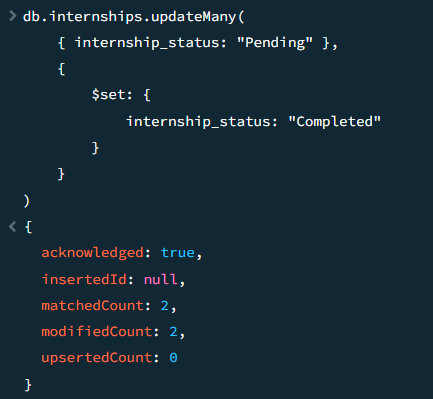 > db.internships.updateMany(
{ internship_status: "Pending" },
{
$set: {
internship_status: "Completed"
}
}
)
< {
acknowledged: true,
insertedId: null,
matchedCount: 2,
modifiedCount: 2,
upsertedCount: 0
}